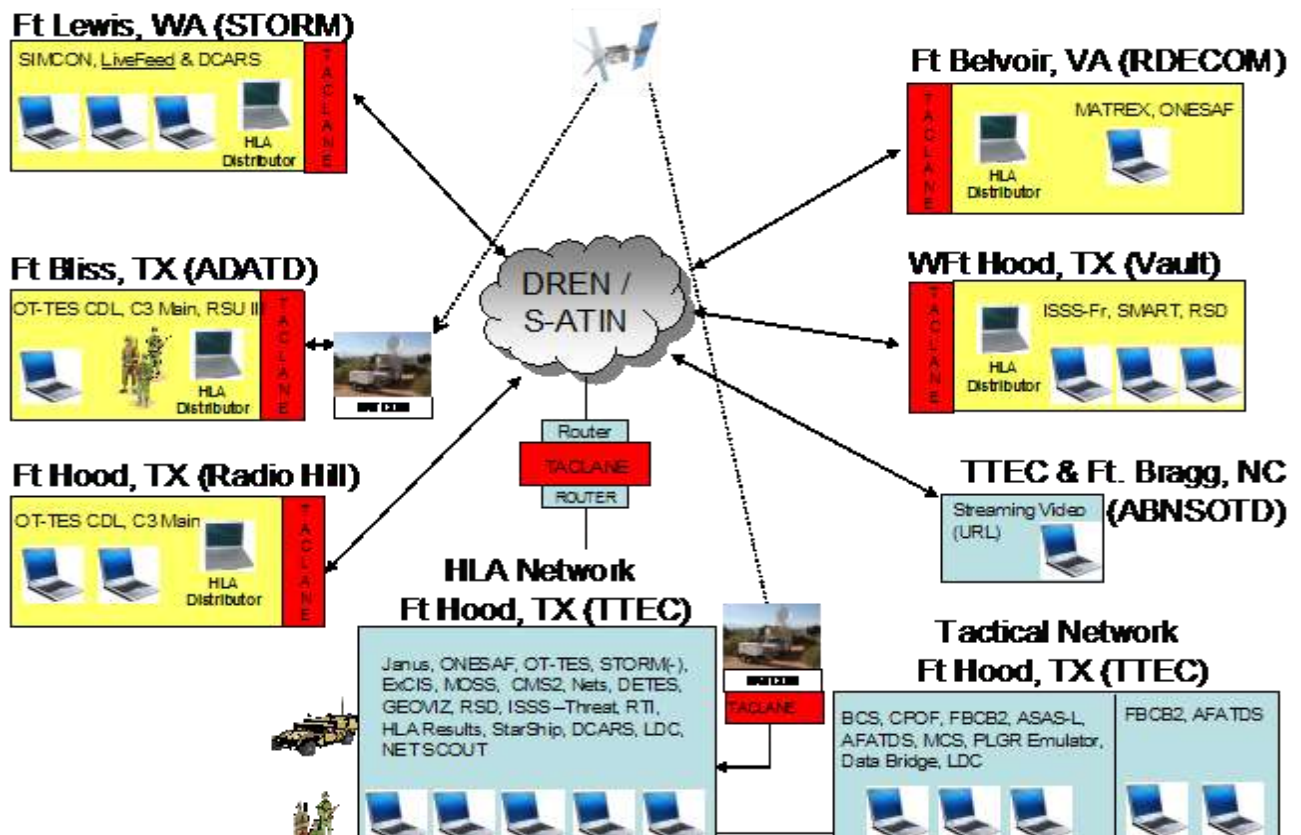 Ft Lewis, WA (STORM)
SIMCON, LiveFeed & DCARS
HLA
Distributor
TACLANE
Ft Belvoir, VA (RDECOM)
TACLANE
MATREX, ONESAF
HLA
Distributor
Ft Bliss, TX (ADATD)
OT-TES CDL, C3 Main, RSU III
HLA
Distributor
TACLANE
DREN /
S-ATIN
WFt Hood, TX (Vault)
TACLANE
ISSS-Fr, SMART, RSD
HLA
Distributor
Ft Hood, TX (Radio Hill)
OT-TES CDL, C3 Main
HLA
Distributor
TACLANE
Router
TACLANE
ROUTER
TTEC & Ft. Bragg, NC
(ABNSOTD)
Streaming Video
(URL)
HLA Network
Ft Hood, TX (TTEC)
Janus, ONESAF, OT-TES, STORM(-),
ExCIS, MOSS, CMS2, Nets, DETES,
GEOVIZ, RSD, ISSS–Threat, RTI,
HLA Results, StarShip, DCARS, LDC,
NETSCOUT
TACLANE
Tactical Network
Ft Hood, TX (TTEC)
BCS, CPOF, FBCB2, ASAS-L,
AFATDS, MCS, PLGR Emulator,
Data Bridge, LDC
FBCB2, AFATDS